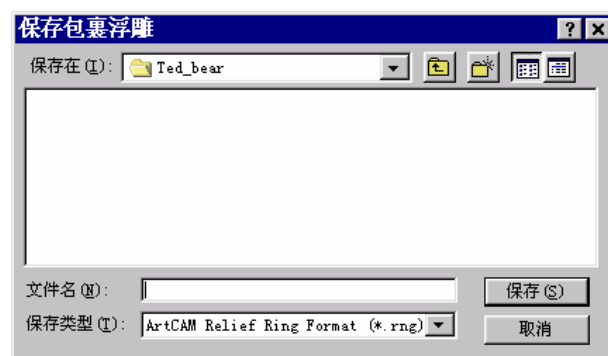 保存包裹浮雕
保存在(I): Ted_bear
文件名(N):
保存(S)
保存类型(T): ArtCAM Relief Ring Format (*.rng)
取消